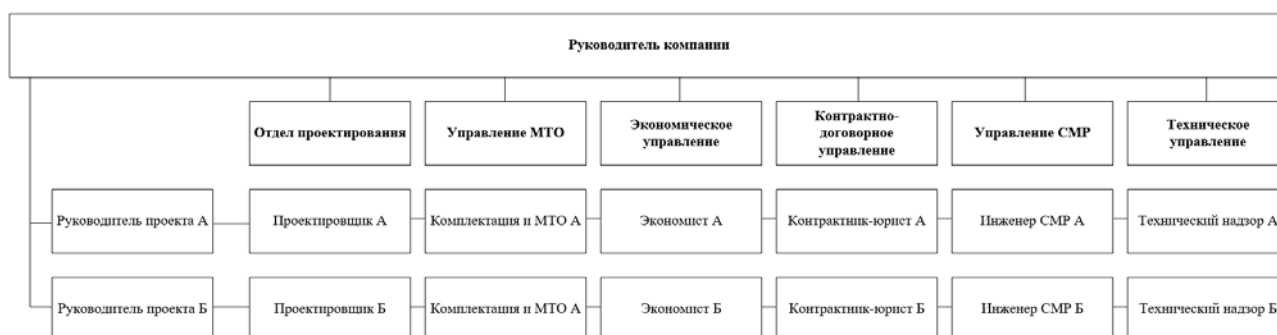 Руководитель компании
Отдел проектирования
Управление МТО
Экономическое
управление
Контрактно-
договорное
управление
Управление СМР
Техническое
управление
Руководитель проекта А
Проектировщик А
Комплектация и МТО А
Экономист А
Контрактник-юрист А
Инженер СМР А
Технический надзор А
Руководитель проекта Б
Проектировщик Б
Комплектация и МТО А
Экономист Б
Контрактник-юрист Б
Инженер СМР Б
Технический надзор Б